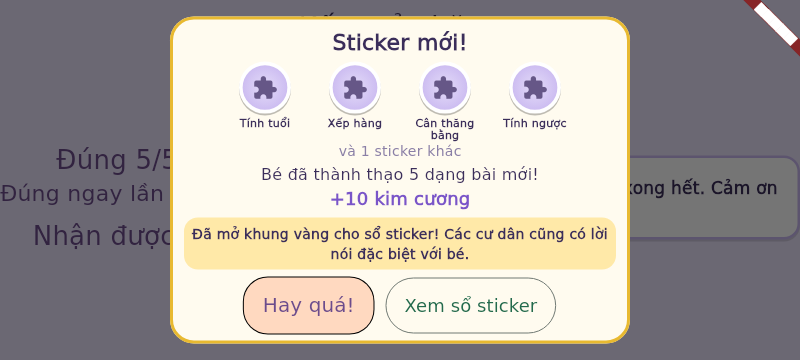 Sticker mới!
Tính tuổi
Xếp hàng
Cân thăng bằng
Tính ngược
và 1 sticker khác
Bé đã thành thạo 5 dạng bài mới!
+10 kim cương
Đã mở khung vàng cho sổ sticker! Các cư dân cũng có lời
nói đặc biệt với bé.
Hay quá!
Xem sổ sticker
Đúng 5/5
Đúng ngay lần
Nhận được
xong hết. Cảm ơn